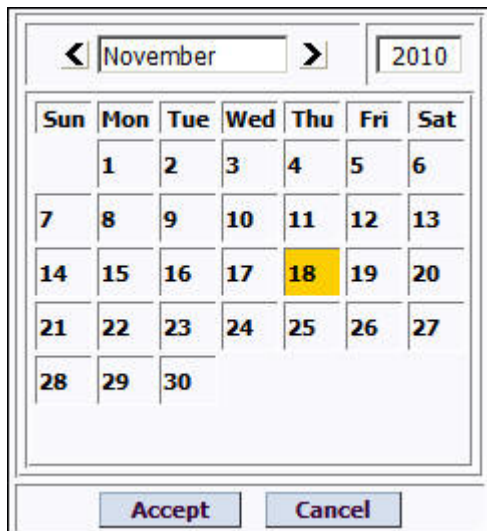 November 2010
Sun Mon Tue Wed Thu Fri Sat
1 2 3 4 5 6
7 8 9 10 11 12 13
14 15 16 17 18 19 20
21 22 23 24 25 26 27
28 29 30
Accept Cancel